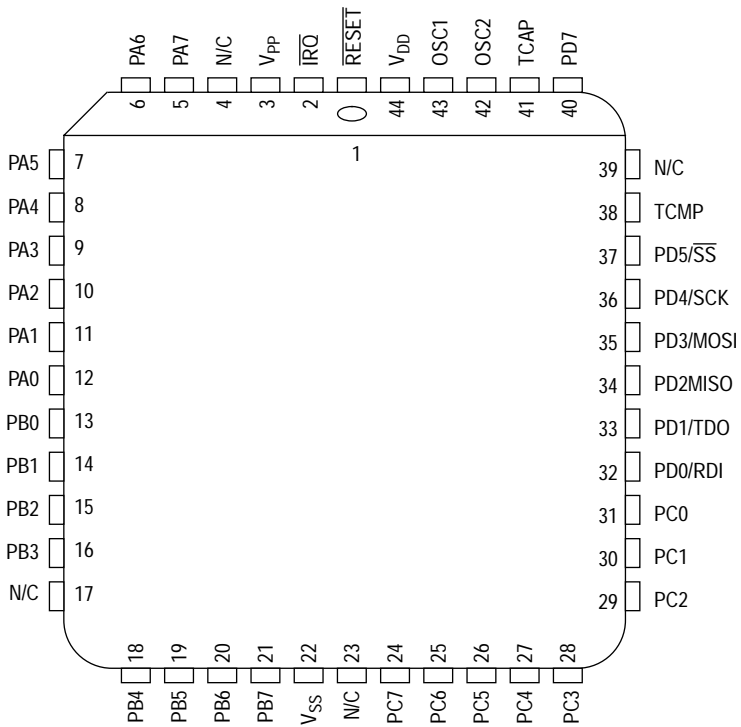 PA6 PA7 N/C VPP IRQ RESET VDD OSC1 OSC2 TCAP PD7
6 5 4 3 2 44 43 42 41 40
1
PA5 7 39 N/C
PA4 8 38 TCMP
PA3 9 37 PD5/SS
PA2 10 36 PD4/SCK
PA1 11 35 PD3/MOSI
PA0 12 34 PD2MISO
PB0 13 33 PD1/TDO
PB1 14 32 PD0/RDI
PB2 15 31 PC0
PB3 16 30 PC1
N/C 17 29 PC2
18 19 20 21 22 23 24 25 26 27 28
PB4 PB5 PB6 PB7 VSS N/C PC7 PC6 PC5 PC4 PC3